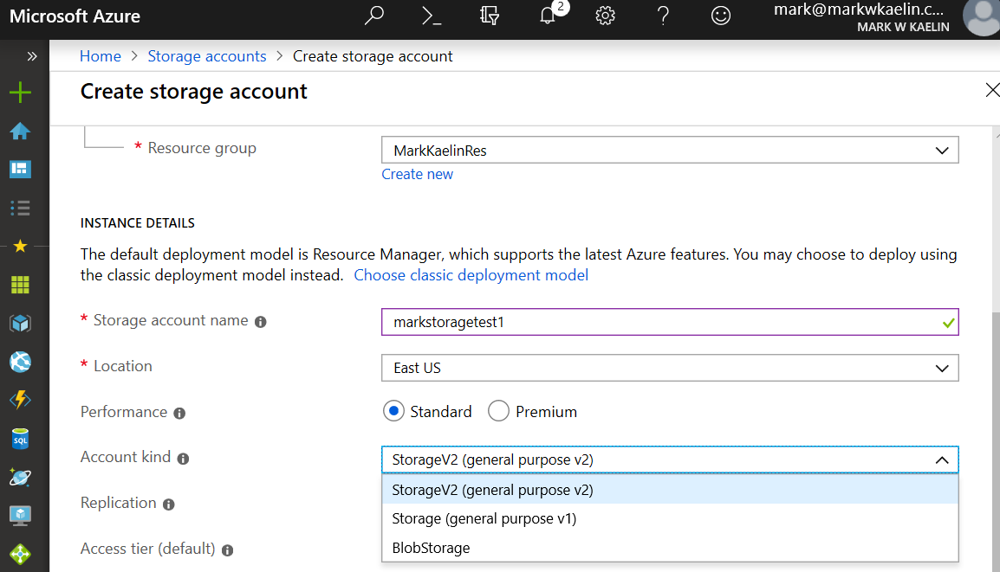 Microsoft Azure
2
mark@markwkaelin.c...
MARK W KAELIN
Home > Storage accounts > Create storage account
Create storage account
* Resource group
MarkKaelinRes
Create new
INSTANCE DETAILS
The default deployment model is Resource Manager, which supports the latest Azure features. You may choose to deploy using
the classic deployment model instead. Choose classic deployment model
* Storage account name
markstoragetest1
* Location
East US
Performance
Standard
Premium
Account kind
StorageV2 (general purpose v2)
StorageV2 (general purpose v2)
Replication
Storage (general purpose v1)
Access tier (default)
BlobStorage
SQL